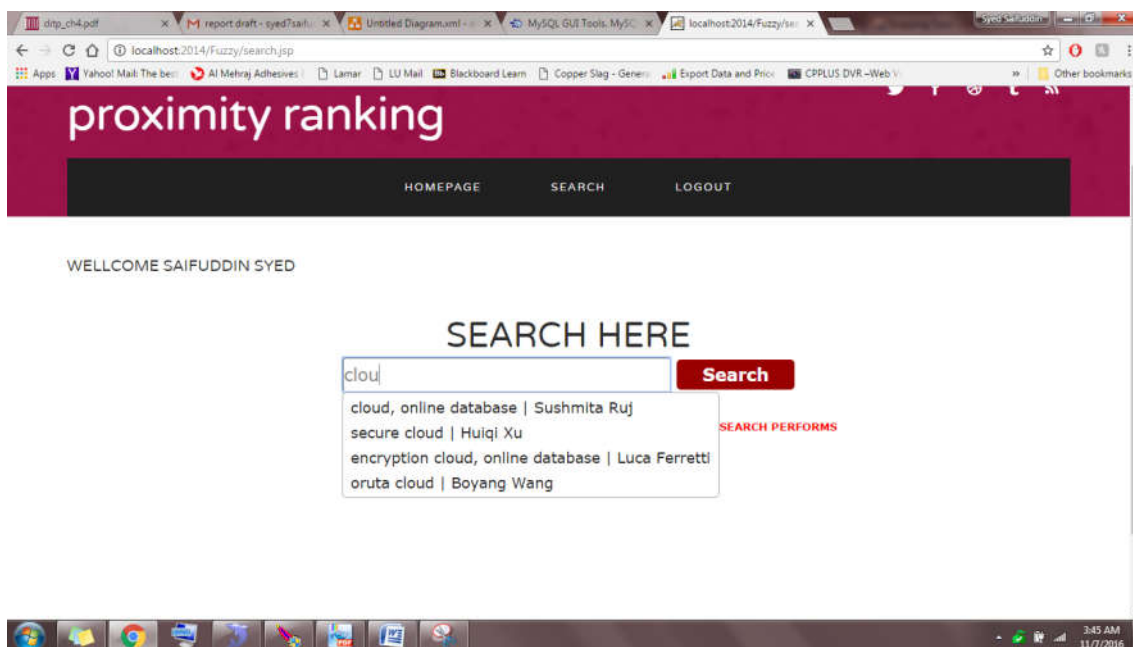 ditp_ch4.pdf
report draft - syed7saifu
Untitled Diagram.xml -
MySQL GUI Tools. MySC
localhost:2014/Fuzzy/se
Syed Saifuddin
localhost:2014/Fuzzy/search.jsp
Apps Yahoo! Mail: The bes Al Mehraj Adhesives Lamar LU Mail Blackboard Learn Copper Slag - Gener Export Data and Price CPPLUS DVR –Web V » Other bookmarks
proximity ranking
HOMEPAGE SEARCH LOGOUT
WELLCOME SAIFUDDIN SYED
SEARCH HERE
clou Search
cloud, online database | Sushmita Ruj
SEARCH PERFORMS
secure cloud | Huiqi Xu
encryption cloud, online database | Luca Ferretti
oruta cloud | Boyang Wang
3:45 AM
11/7/2016